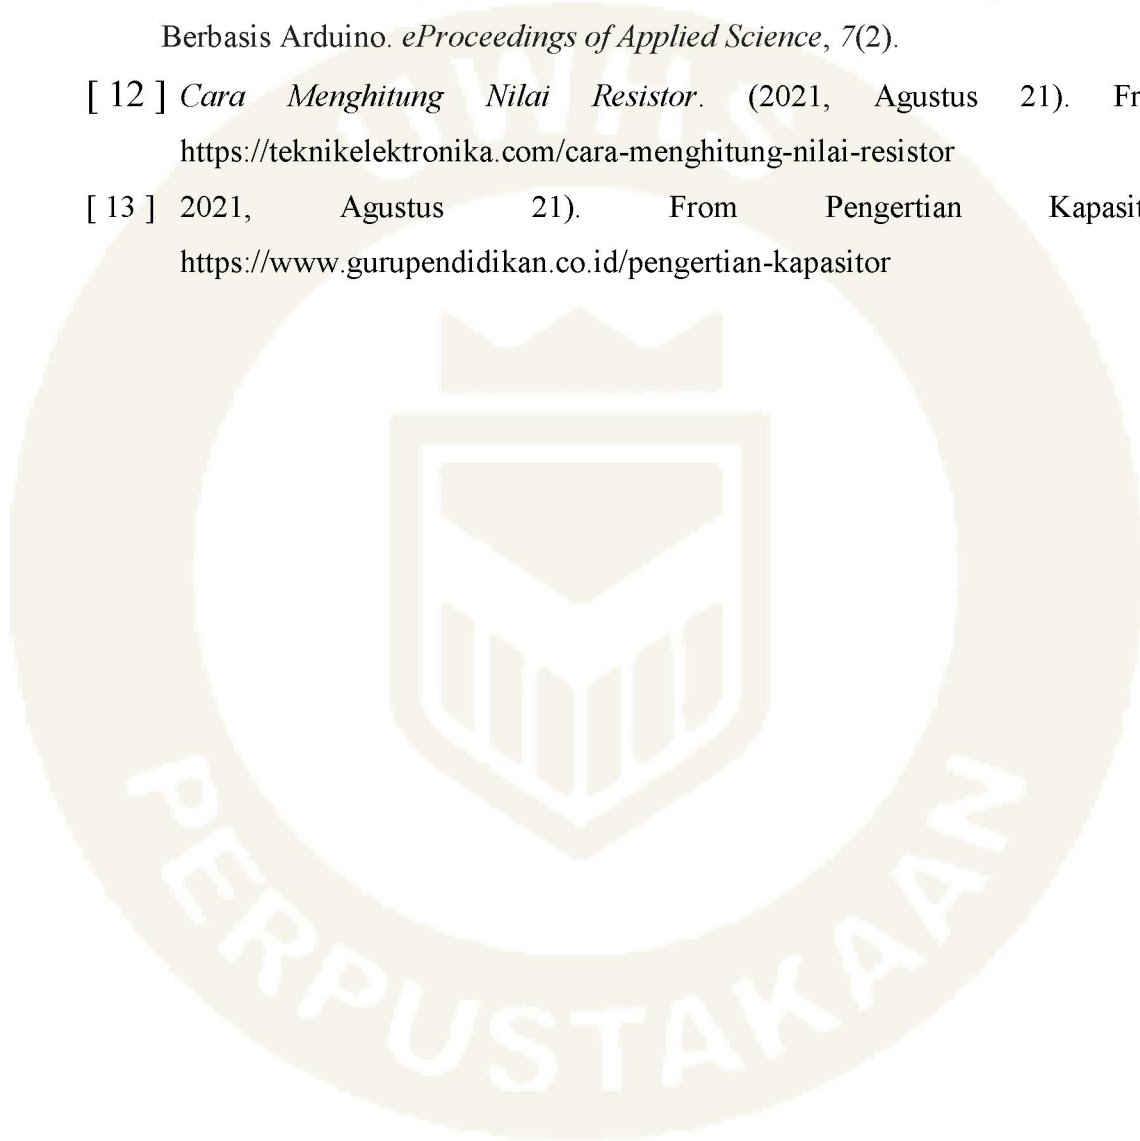 Berbasis Arduino. eProceedings of Applied Science, 7(2).
[ 12 ] Cara Menghitung Nilai Resistor. (2021, Agustus 21). Fr
https://teknikelektronika.com/cara-menghitung-nilai-resistor
[ 13 ] 2021, Agustus 21). From Pengertian Kapasit
https://www.gurupendidikan.co.id/pengertian-kapasitor
UWHS
PERPUSTAKAAN